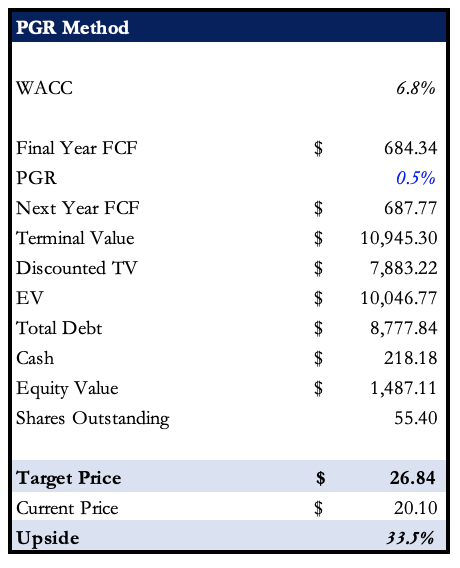 PGR Method
WACC 6.8%
Final Year FCF $ 684.34
PGR 0.5%
Next Year FCF $ 687.77
Terminal Value $ 10,945.30
Discounted TV $ 7,883.22
EV $ 10,046.77
Total Debt $ 8,777.84
Cash $ 218.18
Equity Value $ 1,487.11
Shares Outstanding 55.40
Target Price $ 26.84
Current Price $ 20.10
Upside 33.5%